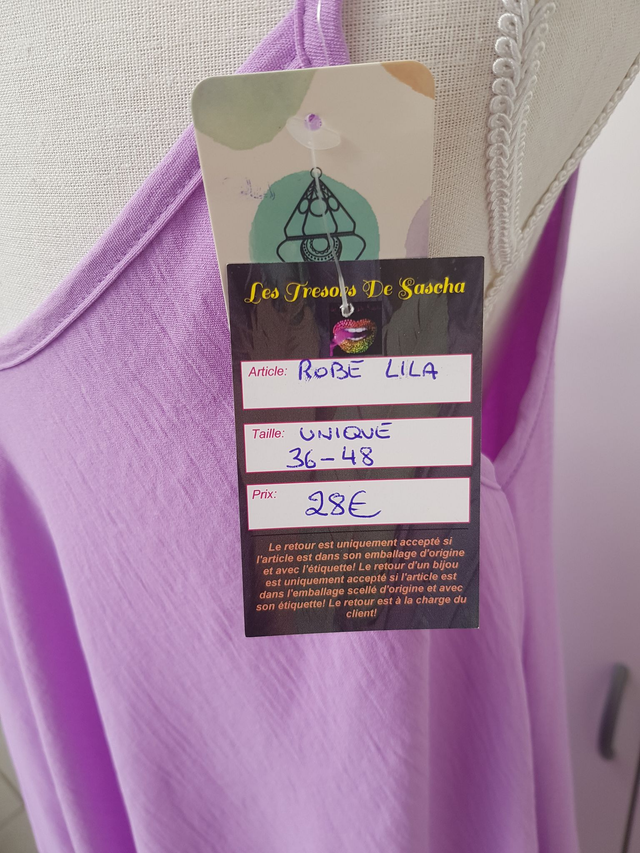 Les Tresors De Sascha
Article: ROBE LILA
Taille: UNIQUE
36-48
Prix: 28€
Le retour est uniquement accepté si
l'article est dans son emballage d'origine
et avec l'étiquette! Le retour d'un bijou
est uniquement accepté si l'article est
dans l'emballage scellé d'origine et avec
son étiquette! Le retour est à la charge du
client!